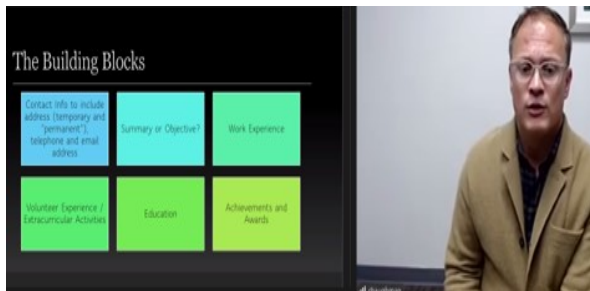 The Building Blocks
Contact info to include
address (temporary and
"permanent"),
telephone and email
address
Summary or Objective?
Work Experience
Volunteer Experience /
Extracurricular Activities
Education
Achievements and
Awards